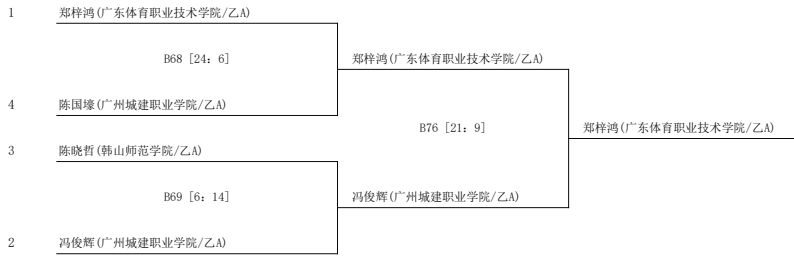 1 郑梓鸿(广东体育职业技术学院/乙A)
B68 [24: 6] 郑梓鸿(广东体育职业技术学院/乙A)
4 陈国壕(广州城建职业学院/乙A)
B76 [21: 9] 郑梓鸿(广东体育职业技术学院/乙A)
3 陈晓哲(韩山师范学院/乙A)
B69 [6: 14] 冯俊辉(广州城建职业学院/乙A)
2 冯俊辉(广州城建职业学院/乙A)